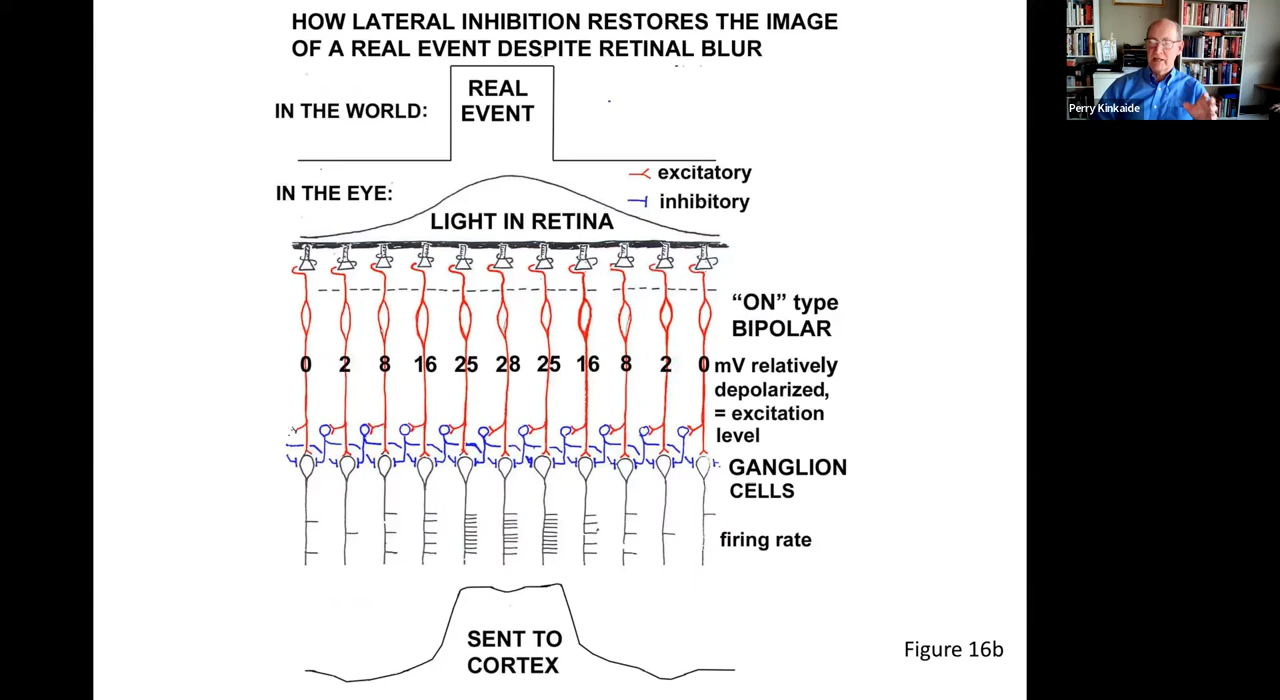 HOW LATERAL INHIBITION RESTORES THE IMAGE
OF A REAL EVENT DESPITE RETINAL BLUR
IN THE WORLD:
REAL
EVENT
Perry Kinkaide
IN THE EYE:
excitatory
inhibitory
LIGHT IN RETINA
“ON” type
BIPOLAR
0 2 8 16 25 28 25 16 8 2 0 mV relatively
depolarized,
= excitation
level
GANGLION
CELLS
firing rate
SENT TO
CORTEX
Figure 16b